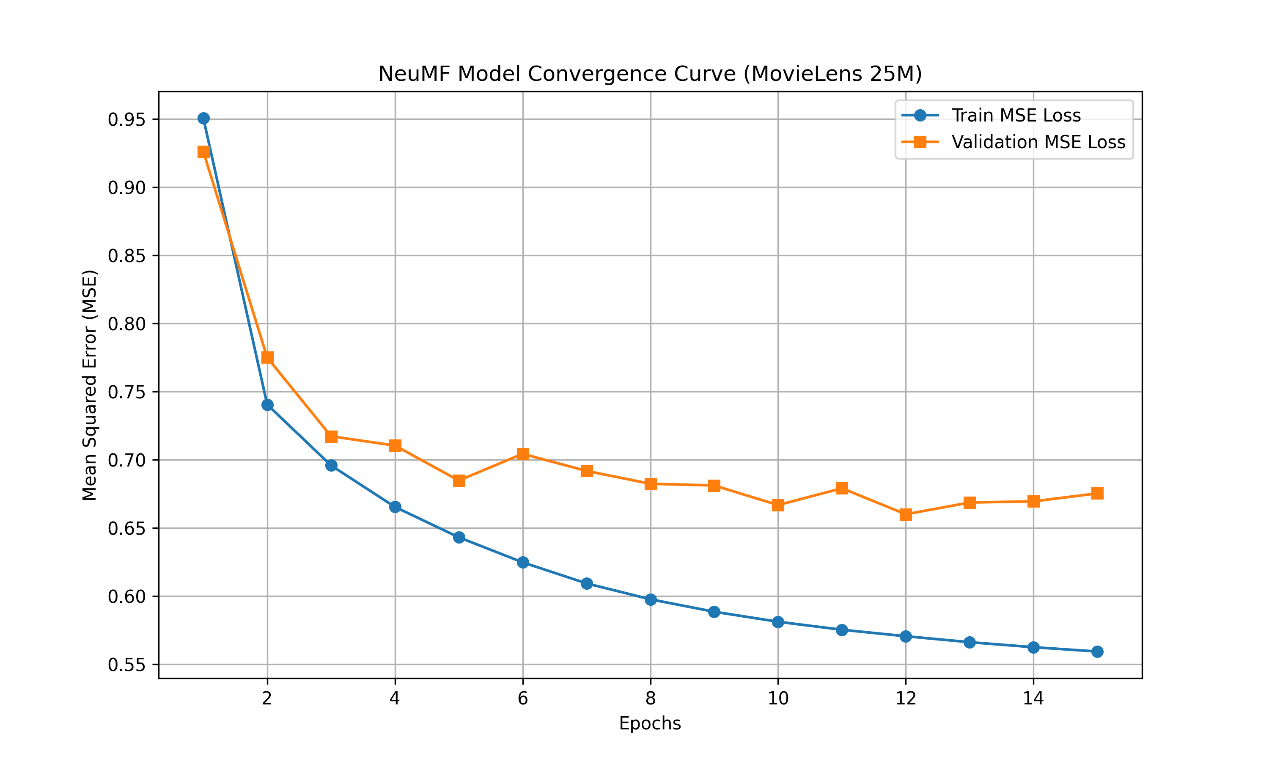 NeuMF Model Convergence Curve (MovieLens 25M)
Train MSE Loss
Validation MSE Loss
Mean Squared Error (MSE)
0.95
0.90
0.85
0.80
0.75
0.70
0.65
0.60
0.55
2 4 6 8 10 12 14
Epochs